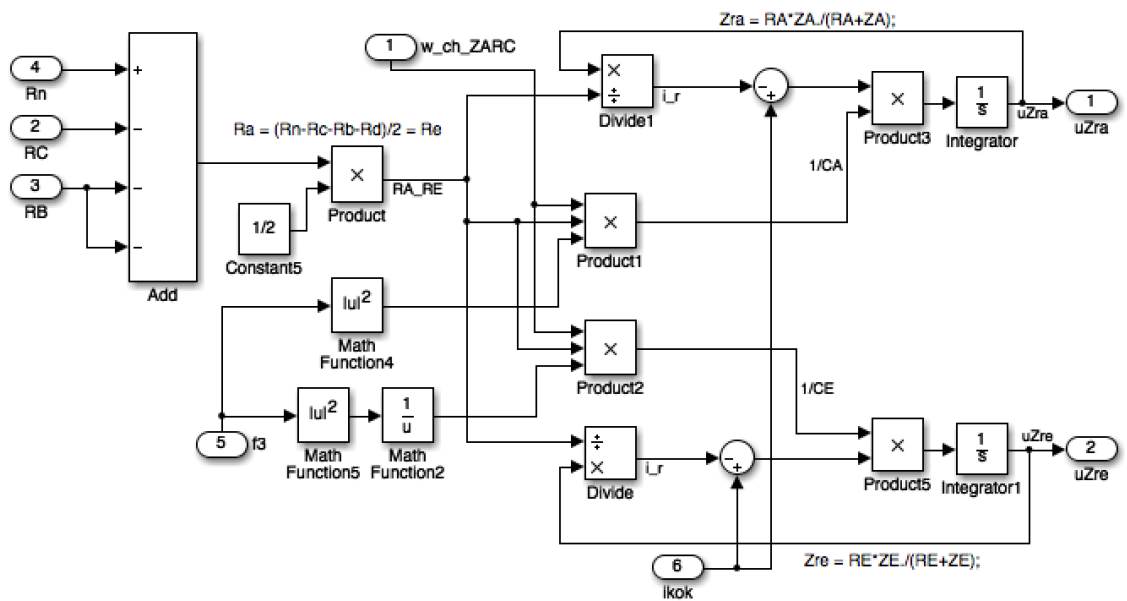 Zra = RA*ZA./(RA+ZA);
1
w_ch_ZARC
4
+
Rn
×
÷
i_r
Divide1
-
+
×
Product3
1
s
Integrator
uZra
1
uZra
2
-
RC
Ra = (Rn-Rc-Rb-Rd)/2 = Re
1/CA
3
-
RB
-
×
Product
RA_RE
1/2
Constant5
×
Product1
Add
|u|2
Math
Function4
×
Product2
1/CE
5
f3
|u|2
Math
Function5
1
u
Math
Function2
÷
×
Divide
i_r
-
+
×
Product5
1
s
Integrator1
uZre
2
uZre
6
ikok
Zre = RE*ZE./(RE+ZE);